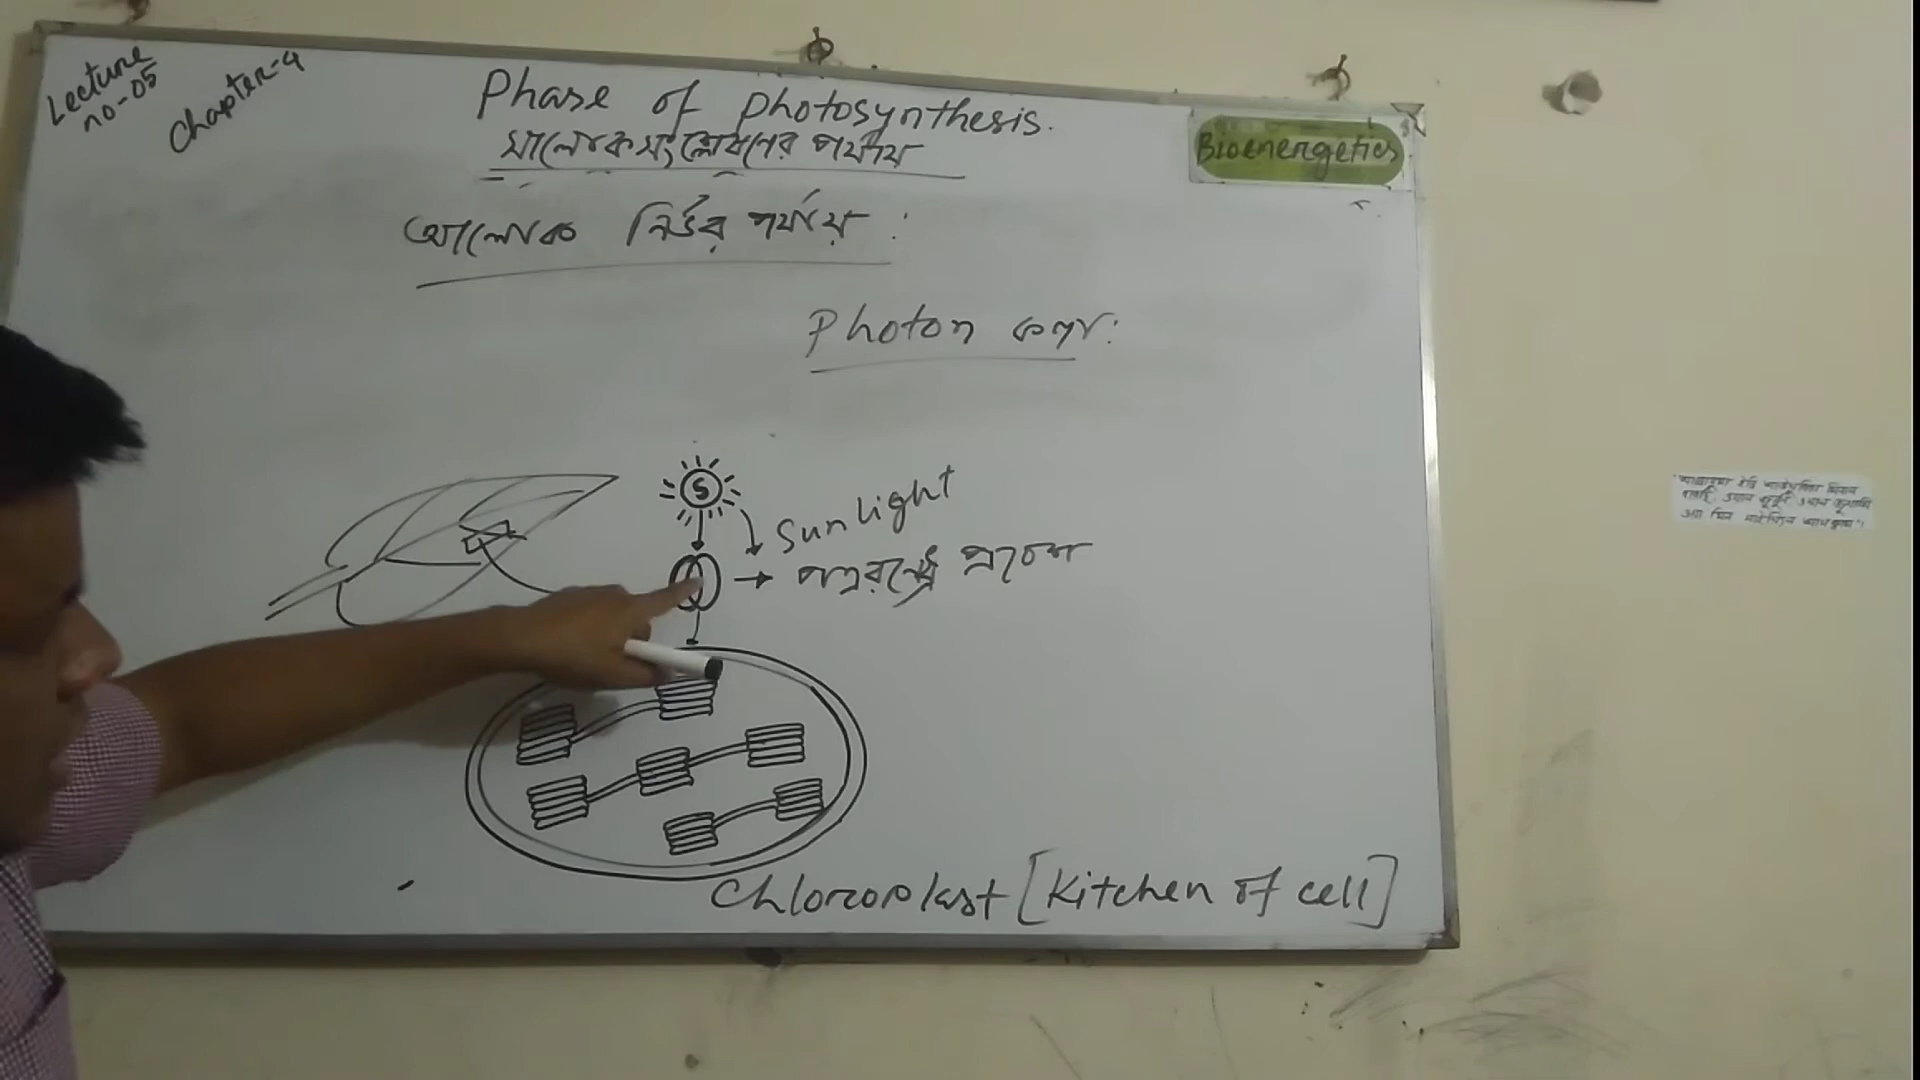 Lecture
no-05
Chapter-4
Phase of photosynthesis.
সালোকসংশ্লেষণের পর্যায়
Bioenergetics
আলোক নির্ভর পর্যায় :
Photon কণা:
S
Sunlight
→ পত্ররন্ধ্রে প্রবেশ
Chloroplast [Kitchen of cell]